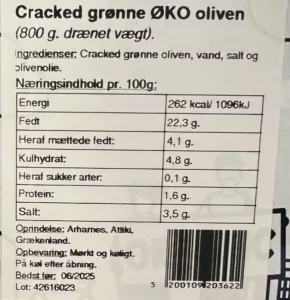 Cracked grønne ØKO oliven
(800 g. drænet vægt).
Ingredienser: Cracked grønne oliven, vand, salt og
olivenolie.
Næringsindhold pr. 100g:
Energi 262 kcal/ 1096kJ
Fedt 22,3 g.
Heraf mættede fedt: 4,1 g.
Kulhydrat: 4,8 g.
Heraf sukker arter: 0,1 g.
Protein: 1,6 g.
Salt: 3,5 g.
Oprindelse: Arharnes, Attiki,
Grækenland.
Opbevaring: Mørkt og køligt.
På køl efter åbning.
Bedst før: 06/2025
Lot: 42616023
5 200109 203622